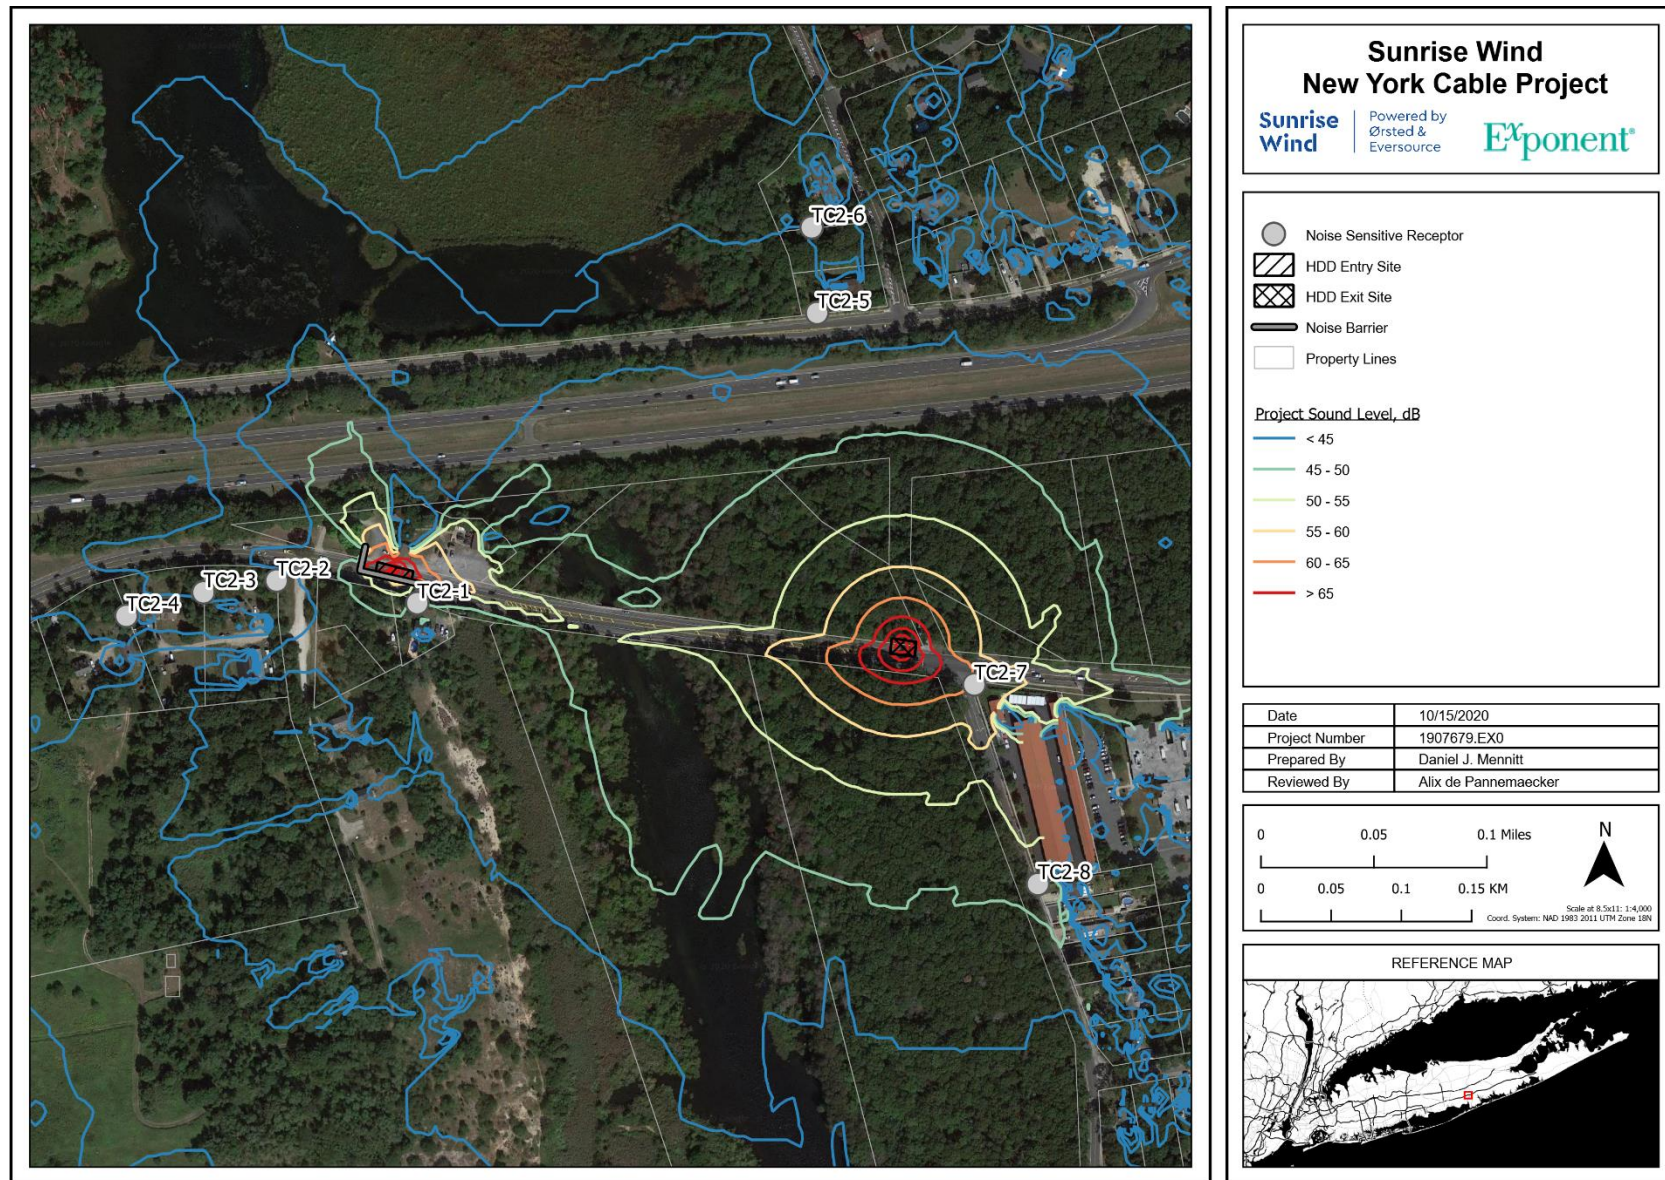 TC2-6
TC2-5
TC2-3
TC2-2
TC2-1
TC2-4
TC2-7
TC2-8
Sunrise Wind
New York Cable Project
Sunrise
Wind
Powered by
Ørsted &
Eversource
Exponent®
Noise Sensitive Receptor
HDD Entry Site
HDD Exit Site
Noise Barrier
Property Lines
Project Sound Level, dB
< 45
45 - 50
50 - 55
55 - 60
60 - 65
> 65
Date 10/15/2020
Project Number 1907679.EX0
Prepared By Daniel J. Mennitt
Reviewed By Alix de Pannemaecker
0 0.05 0.1 Miles
N
0 0.05 0.1 0.15 KM
Scale at 8.5x11: 1:4,000
Coord. System: NAD 1983 2011 UTM Zone 18N
REFERENCE MAP